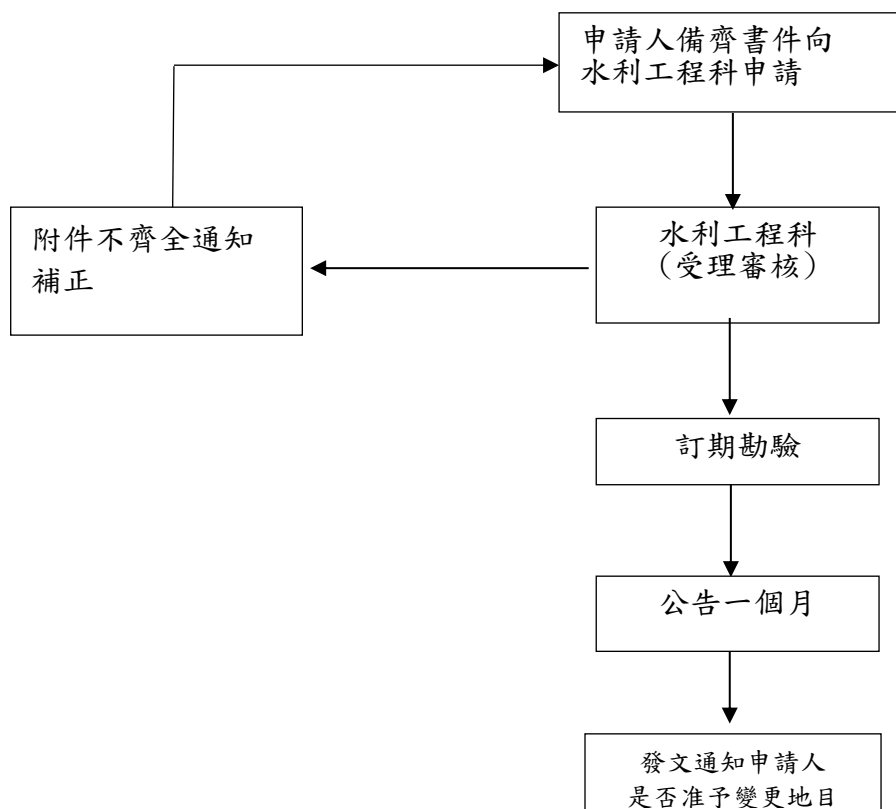 申請人備齊書件向
水利工程科申請
附件不齊全通知
補正
水利工程科
（受理審核）
訂期勘驗
公告一個月
發文通知申請人
是否准予變更地目